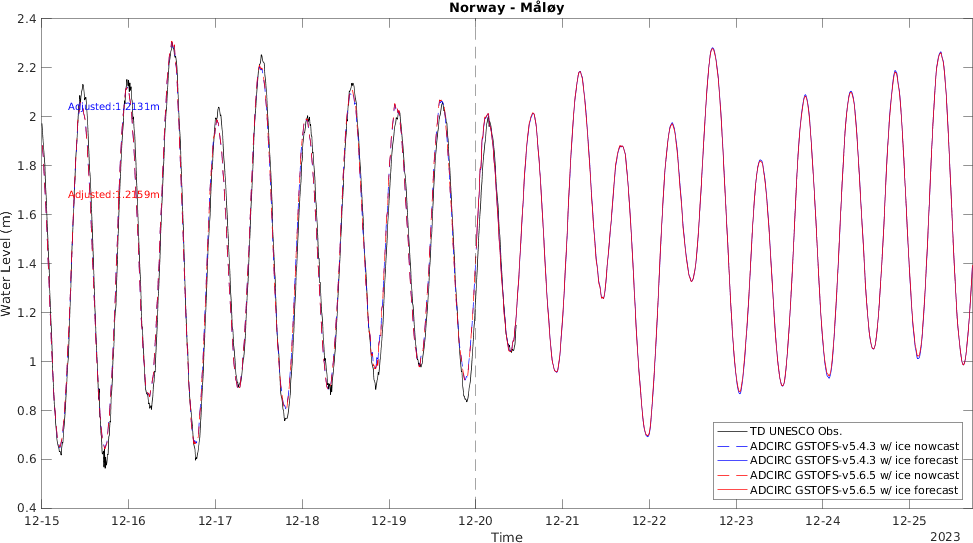 Norway - Måløy
2.4
2.2
2
1.8
1.6
1.4
1.2
1
0.8
0.6
0.4
Water Level (m)
Adjusted:1.2131m
Adjusted:1.2159m
TD UNESCO Obs.
ADCIRC GSTOFS-v5.4.3 w/ ice nowcast
ADCIRC GSTOFS-v5.4.3 w/ ice forecast
ADCIRC GSTOFS-v5.6.5 w/ ice nowcast
ADCIRC GSTOFS-v5.6.5 w/ ice forecast
12-15 12-16 12-17 12-18 12-19 12-20 12-21 12-22 12-23 12-24 12-25
Time
2023